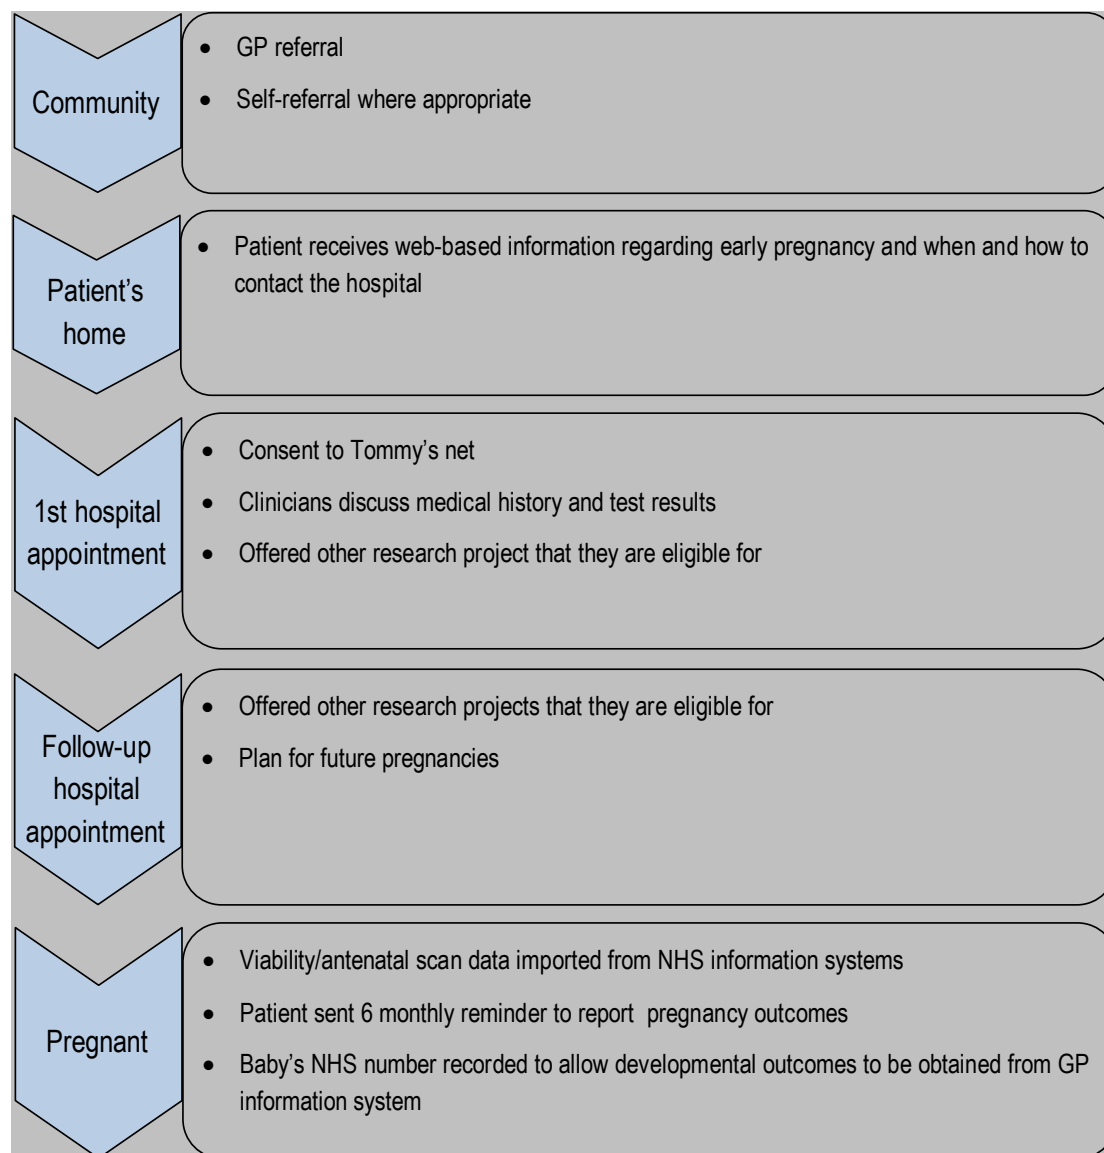 Community
• GP referral
• Self-referral where appropriate
Patient's
home
• Patient receives web-based information regarding early pregnancy and when and how to
contact the hospital
1st hospital
appointment
• Consent to Tommy's net
• Clinicians discuss medical history and test results
• Offered other research project that they are eligible for
Follow-up
hospital
appointment
• Offered other research projects that they are eligible for
• Plan for future pregnancies
Pregnant
• Viability/antenatal scan data imported from NHS information systems
• Patient sent 6 monthly reminder to report pregnancy outcomes
• Baby's NHS number recorded to allow developmental outcomes to be obtained from GP
information system